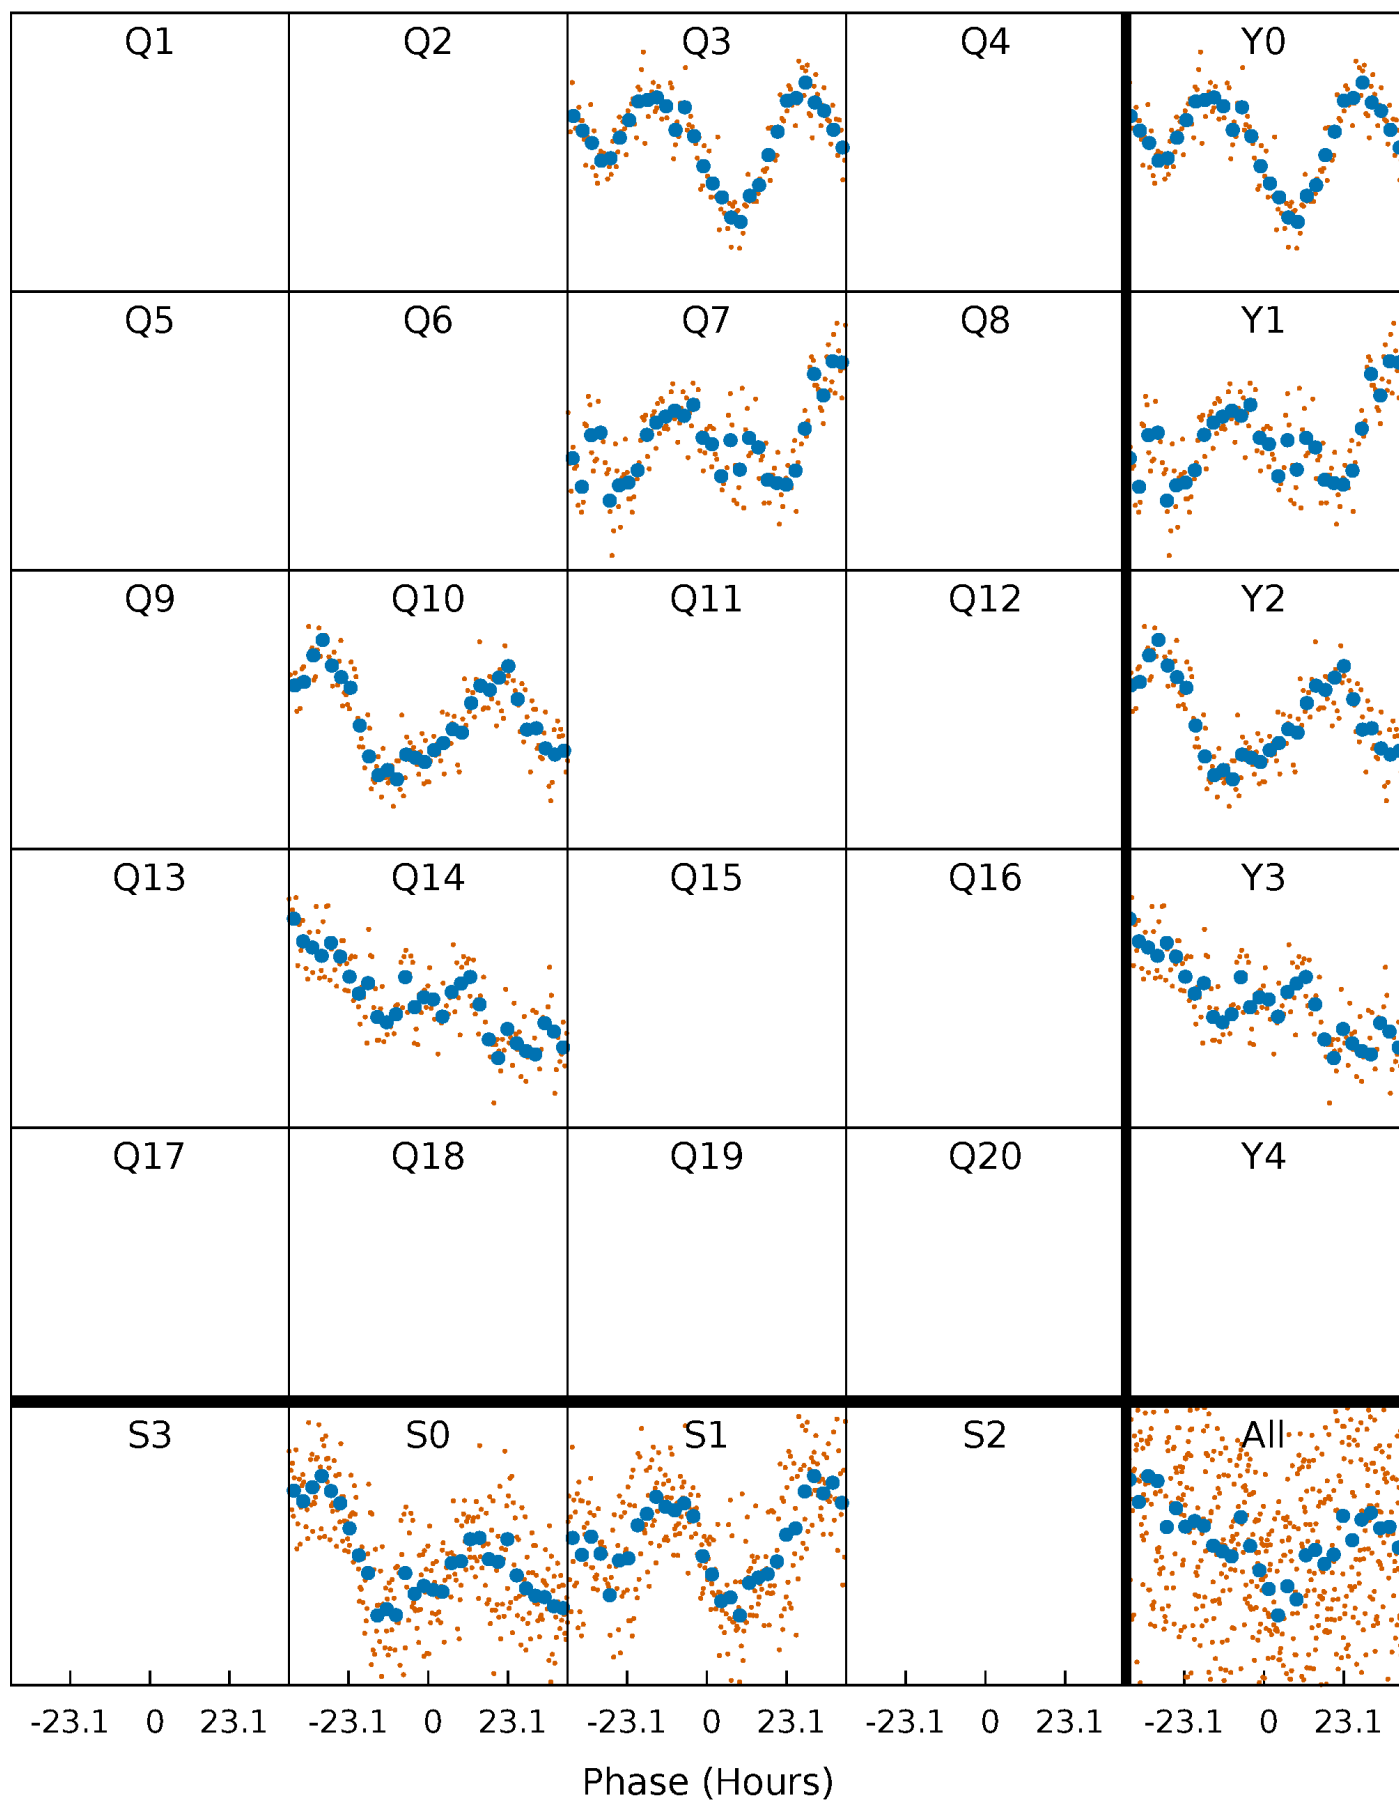 Q1 Q2 Q3 Q4 Y0
Q5 Q6 Q7 Q8 Y1
Q9 Q10 Q11 Q12 Y2
Q13 Q14 Q15 Q16 Y3
Q17 Q18 Q19 Q20 Y4
S3 S0 S1 S2 All
-23.1 0 23.1 -23.1 0 23.1 -23.1 0 23.1 -23.1 0 23.1 -23.1 0 23.1
Phase (Hours)